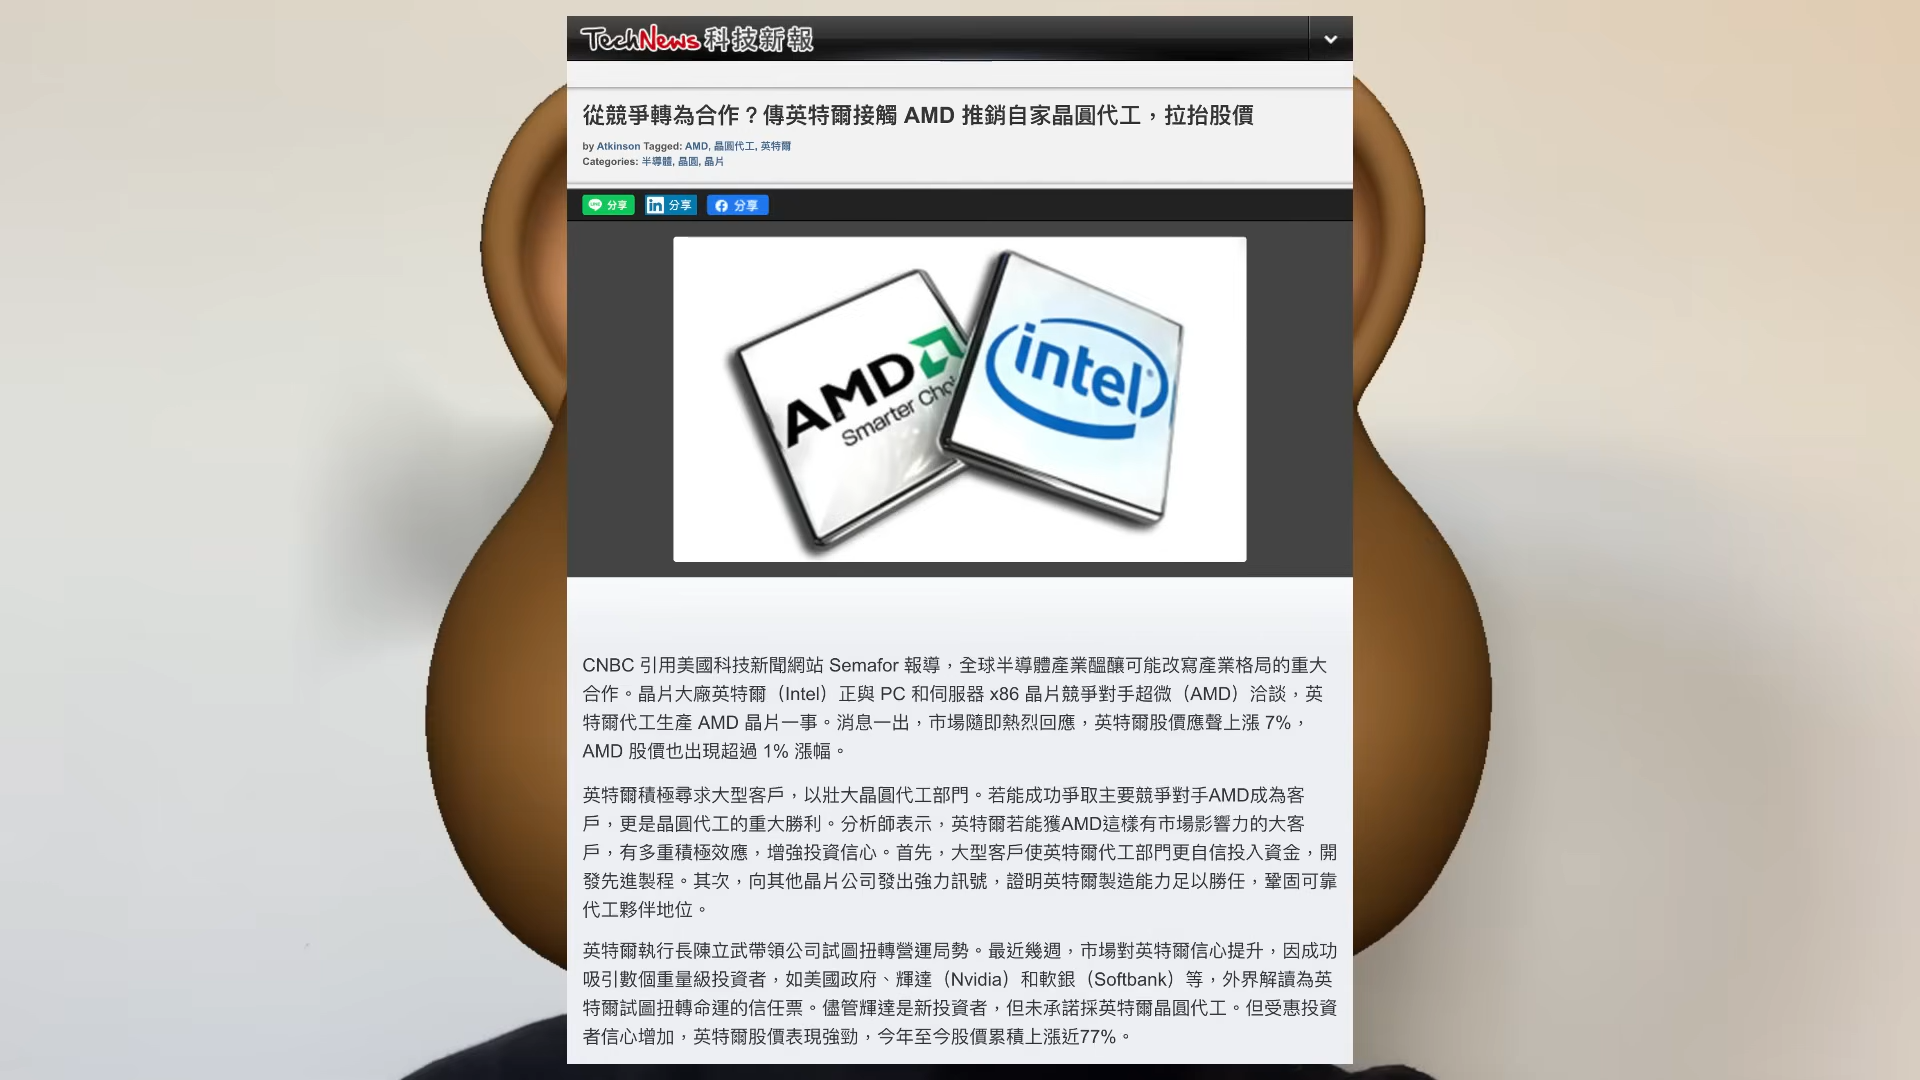 TechNews 科技新報
從競爭轉為合作？傳英特爾接觸 AMD 推銷自家晶圓代工，拉抬股價
by Atkinson Tagged: AMD, 晶圓代工, 英特爾
Categories: 半導體, 晶圓, 晶片
分享 分享 分享
AMD
Smarter Choi
intel
CNBC 引用美國科技新聞網站 Semafor 報導，全球半導體產業醞釀可能改寫產業格局的重大
合作。晶片大廠英特爾（Intel）正與 PC 和伺服器 x86 晶片競爭對手超微（AMD）洽談，英
特爾代工生產 AMD 晶片一事。消息一出，市場隨即熱烈回應，英特爾股價應聲上漲 7%，
AMD 股價也出現超過 1% 漲幅。
英特爾積極尋求大型客戶，以壯大晶圓代工部門。若能成功爭取主要競爭對手AMD成為客
戶，更是晶圓代工的重大勝利。分析師表示，英特爾若能獲AMD這樣有市場影響力的大客
戶，有多重積極效應，增強投資信心。首先，大型客戶使英特爾代工部門更自信投入資金，開
發先進製程。其次，向其他晶片公司發出強力訊號，證明英特爾製造能力足以勝任，鞏固可靠
代工夥伴地位。
英特爾執行長陳立武帶領公司試圖扭轉營運局勢。最近幾週，市場對英特爾信心提升，因成功
吸引數個重量級投資者，如美國政府、輝達（Nvidia）和軟銀（Softbank）等，外界解讀為英
特爾試圖扭轉命運的信任票。儘管輝達是新投資者，但未承諾採英特爾晶圓代工。但受惠投資
者信心增加，英特爾股價表現強勁，今年至今股價累積上漲近77%。